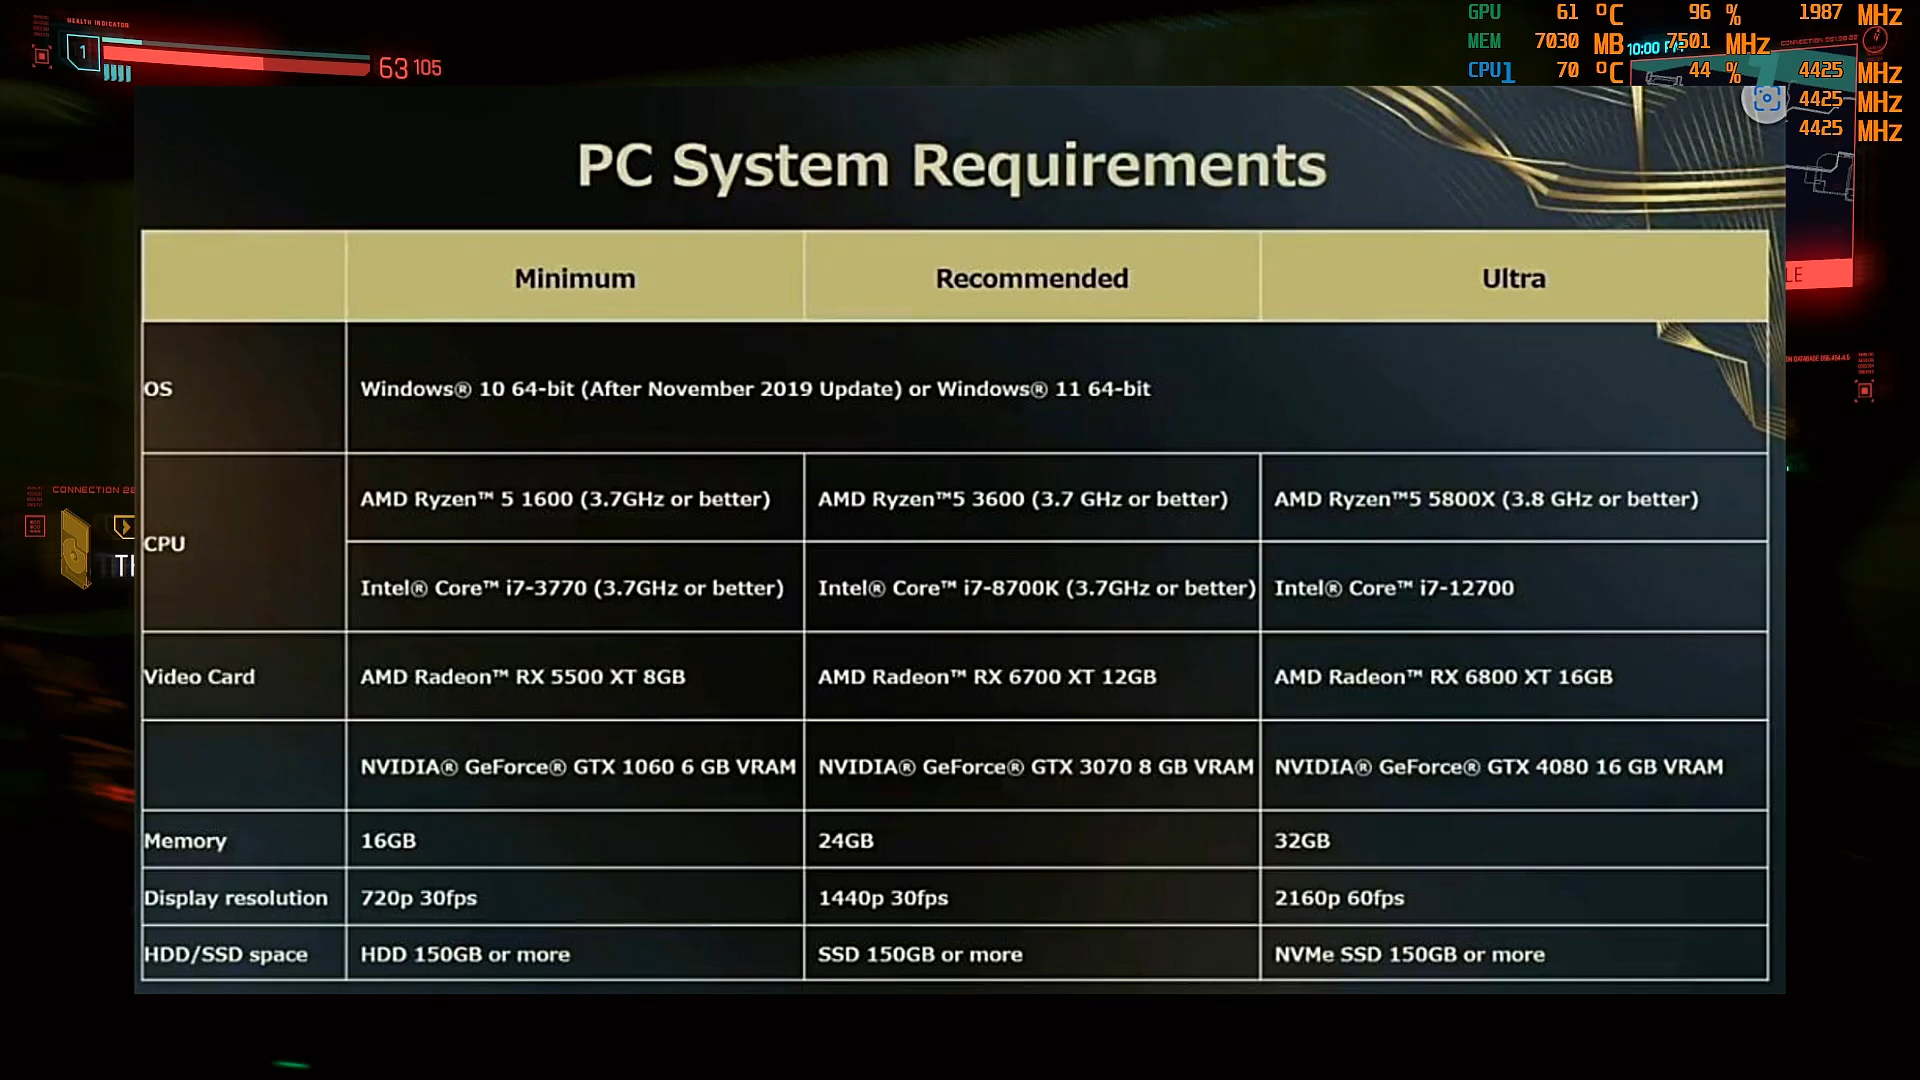 HEALTH INDICATOR
1
63 105
GPU 61 °C 96 % 1987 MHz
MEM 7030 MB 7501 MHz
10:00 PM
CPU1 70 °C 44 % 4425 MHz
4425 MHz
4425 MHz
PC System Requirements
Minimum Recommended Ultra
LE
OS Windows® 10 64-bit (After November 2019 Update) or Windows® 11 64-bit
CPU
AMD Ryzen™ 5 1600 (3.7GHz or better) AMD Ryzen™5 3600 (3.7 GHz or better) AMD Ryzen™5 5800X (3.8 GHz or better)
Intel® Core™ i7-3770 (3.7GHz or better) Intel® Core™ i7-8700K (3.7GHz or better) Intel® Core™ i7-12700
Video Card AMD Radeon™ RX 5500 XT 8GB AMD Radeon™ RX 6700 XT 12GB AMD Radeon™ RX 6800 XT 16GB
NVIDIA® GeForce® GTX 1060 6 GB VRAM NVIDIA® GeForce® GTX 3070 8 GB VRAM NVIDIA® GeForce® GTX 4080 16 GB VRAM
Memory 16GB 24GB 32GB
Display resolution 720p 30fps 1440p 30fps 2160p 60fps
HDD/SSD space HDD 150GB or more SSD 150GB or more NVMe SSD 150GB or more
CONNECTION